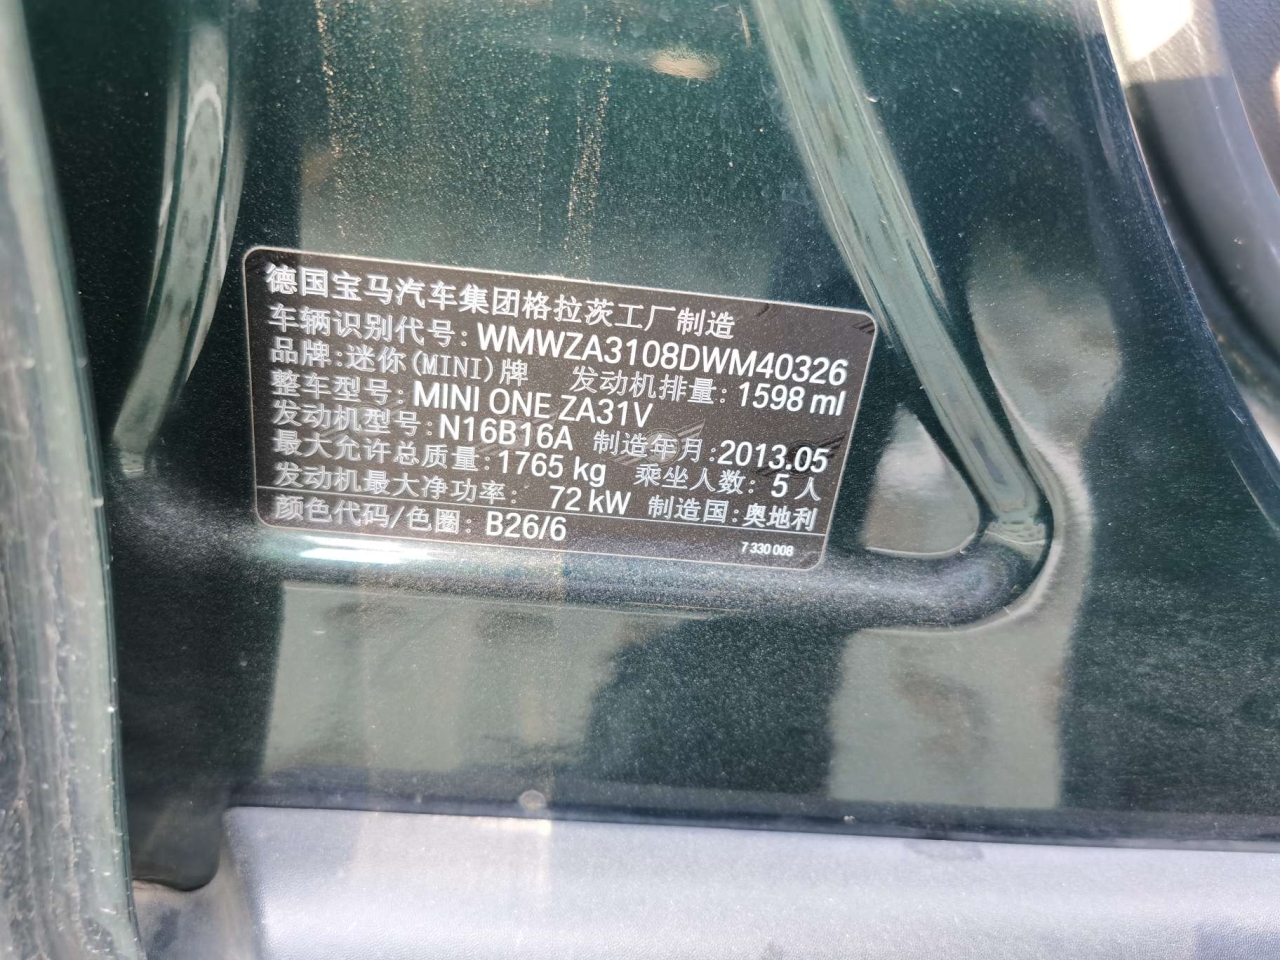 德国宝马汽车集团格拉茨工厂制造
车辆识别代号: WMWZA3108DWM40326
品牌:迷你(MINI)牌 发动机排量: 1598 ml
整车型号: MINI ONE ZA31V
发动机型号: N16B16A 制造年月:2013.05
最大允许总质量:1765 kg 乘坐人数: 5 人
发动机最大净功率: 72 kW 制造国:奥地利
颜色代码/色圈: B26/6
7 330 008